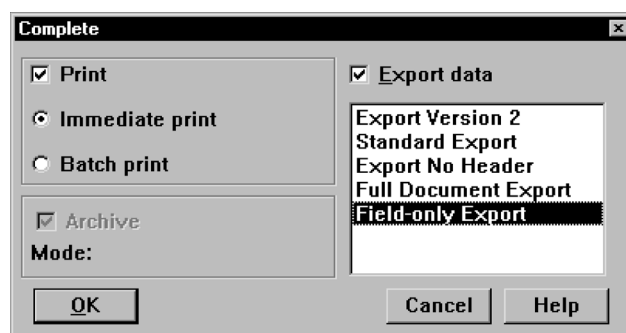 Complete
Print
Immediate print
Batch print
Archive
Mode:
Export data
Export Version 2
Standard Export
Export No Header
Full Document Export
Field-only Export
OK
Cancel
Help